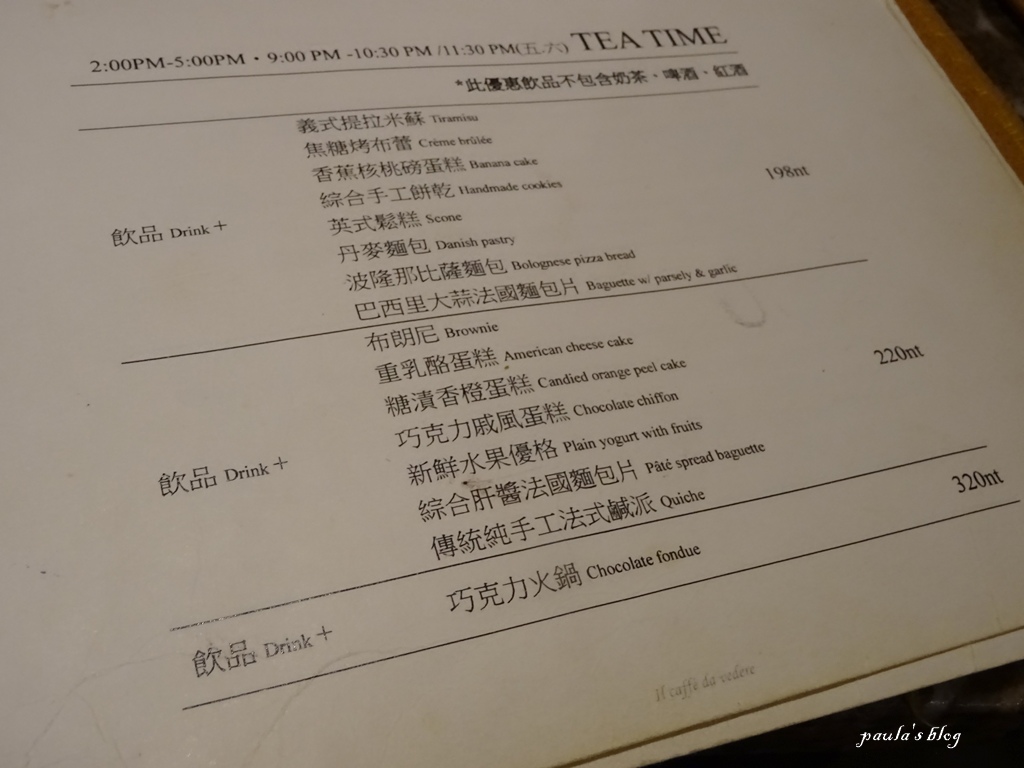 2:00PM-5:00PM・9:00 PM -10:30 PM /11:30 PM(五.六) TEA TIME
*此優惠飲品不包含奶茶、啤酒、紅酒
飲品 Drink +
義式提拉米蘇 Tiramisu
焦糖烤布蕾 Crème brûlée
香蕉核桃磅蛋糕 Banana cake
綜合手工餅乾 Handmade cookies
英式鬆糕 Scone
丹麥麵包 Danish pastry
波隆那比薩麵包 Bolognese pizza bread
巴西里大蒜法國麵包片 Baguette w/ parsely & garlic
198nt
飲品 Drink +
布朗尼 Brownie
重乳酪蛋糕 American cheese cake
糖漬香橙蛋糕 Candied orange peel cake
巧克力戚風蛋糕 Chocolate chiffon
新鮮水果優格 Plain yogurt with fruits
綜合肝醬法國麵包片 Pâté spread baguette
傳統純手工法式鹹派 Quiche
220nt
飲品 Drink +
巧克力火鍋 Chocolate fondue
320nt
Il caffè da vedere
paula's blog